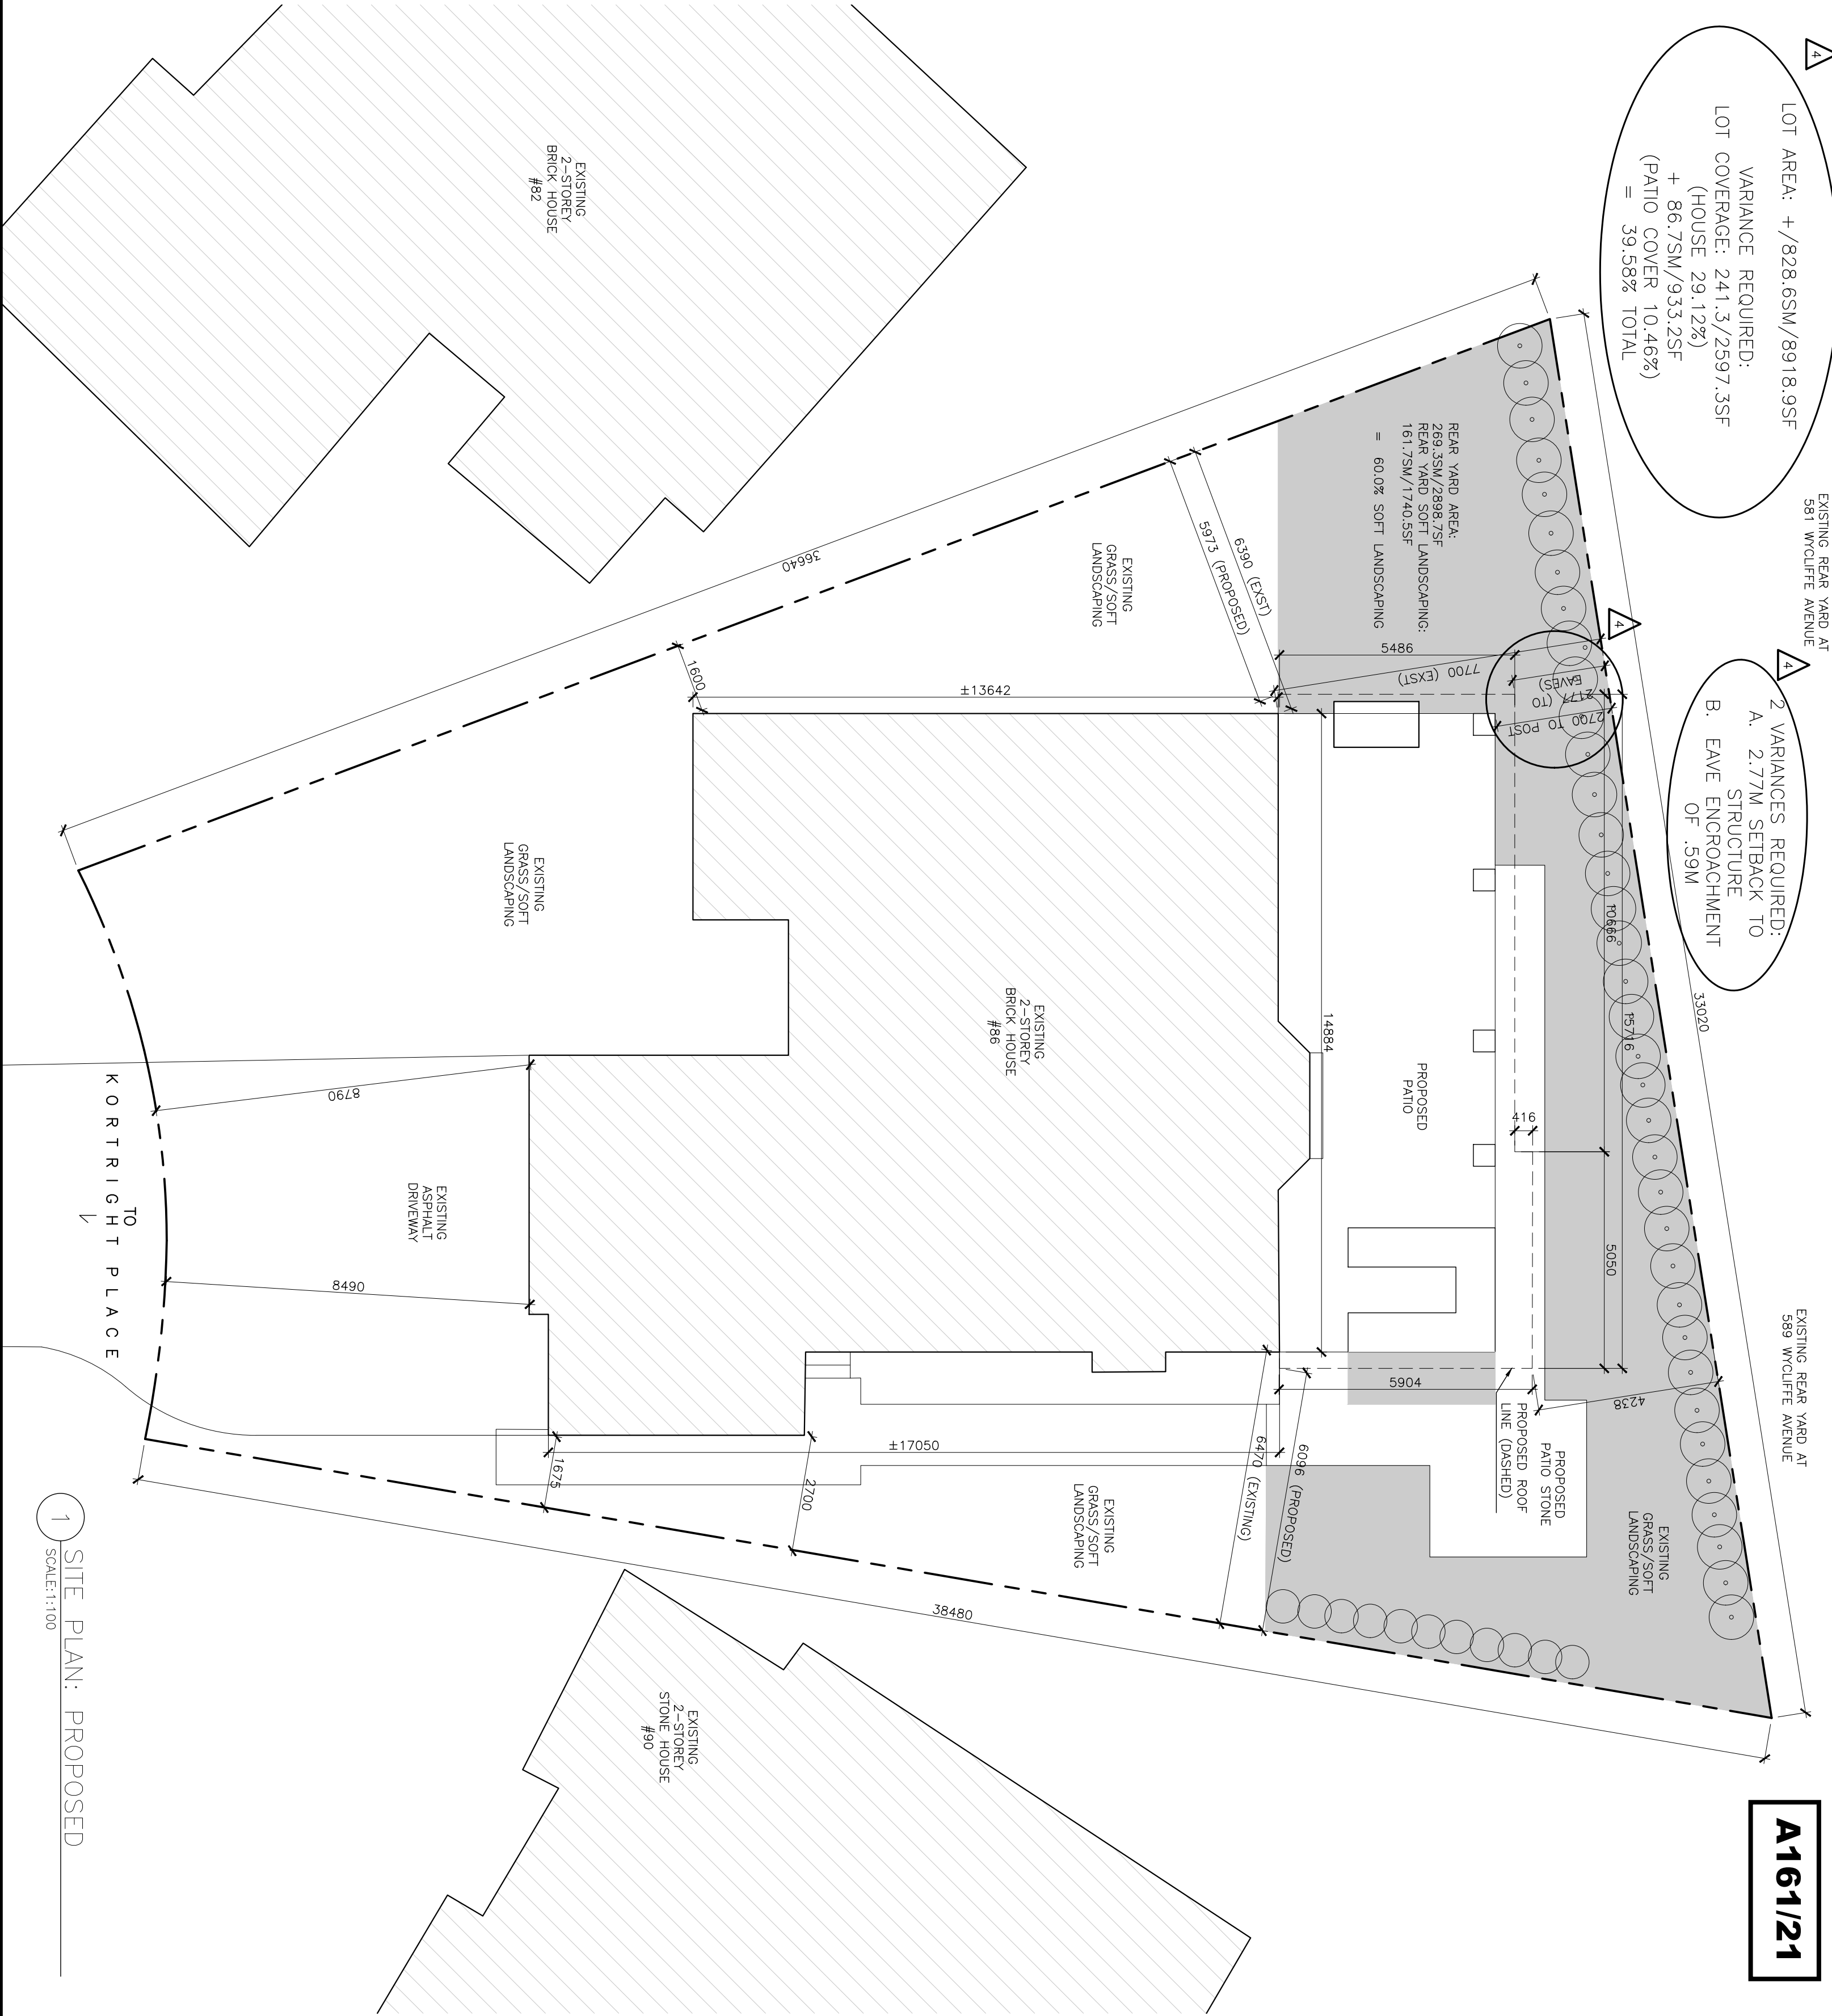 4
LOT AREA: +/828.6SM/8918.9SF
VARIANCE REQUIRED:
LOT COVERAGE: 241.3/2597.3SF
(HOUSE 29.12%)
+ 86.7SM/933.2SF
(PATIO COVER 10.46%)
= 39.58% TOTAL
EXISTING REAR YARD AT
581 WYCLIFFE AVENUE
4
2 VARIANCES REQUIRED:
A. 2.77M SETBACK TO
STRUCTURE
B. EAVE ENCROACHMENT
OF .59M
EXISTING REAR YARD AT
589 WYCLIFFE AVENUE
A161/21
33020
4
REAR YARD AREA:
269.3SM/2898.7SF
REAR YARD SOFT LANDSCAPING:
161.7SM/1740.5SF
= 60.0% SOFT LANDSCAPING
5486
7700 (EXST)
2177 (TO
EAVES)
2700 TO POST
10666
15716
416
5050
4238
EXISTING
GRASS/SOFT
LANDSCAPING
PROPOSED
PATIO STONE
PROPOSED ROOF
LINE (DASHED)
5904
PROPOSED
PATIO
14884
6390 (EXST)
5973 (PROPOSED)
EXISTING
GRASS/SOFT
LANDSCAPING
6096 (PROPOSED)
6470 (EXISTING)
EXISTING
GRASS/SOFT
LANDSCAPING
EXISTING
2-STOREY
BRICK HOUSE
#86
±13642
±17050
36640
38480
1600
2700
1675
EXISTING
2-STOREY
BRICK HOUSE
#82
EXISTING
2-STOREY
STONE HOUSE
#90
EXISTING
GRASS/SOFT
LANDSCAPING
EXISTING
ASPHALT
DRIVEWAY
8790
8490
TO
KORTRIGHT PLACE
1
SITE PLAN: PROPOSED
SCALE:1:100